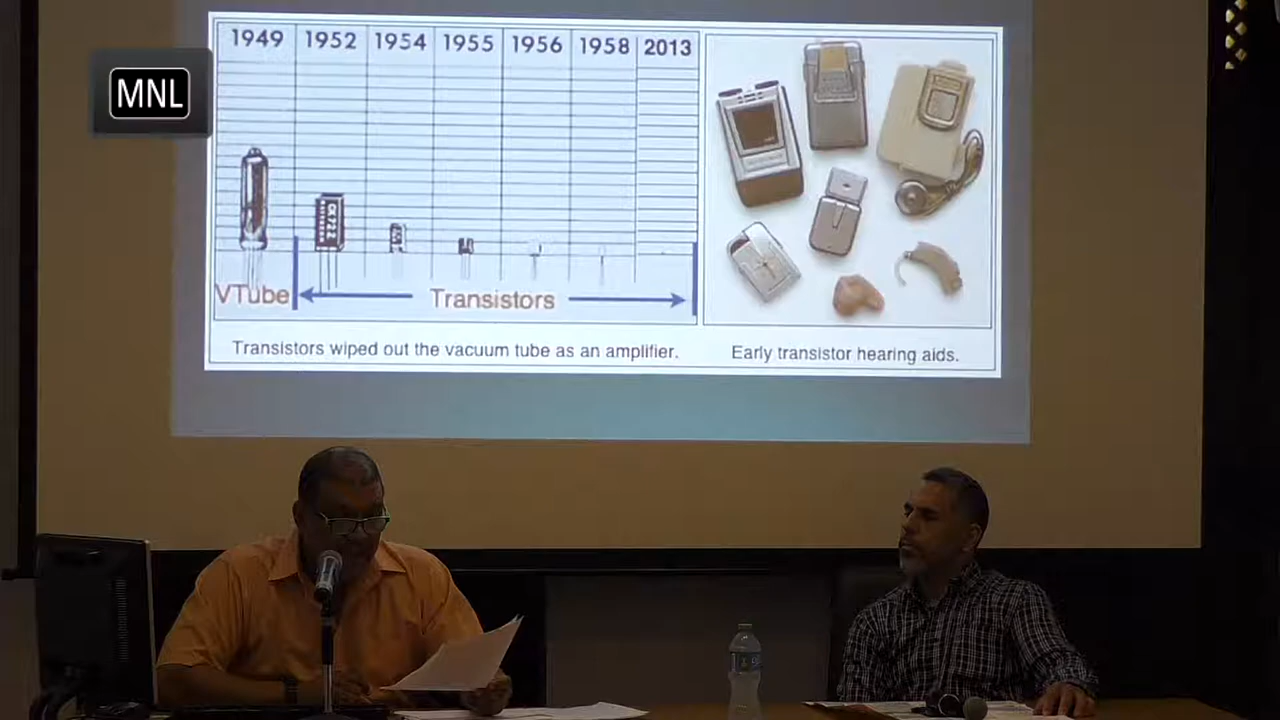 MNL
1949 1952 1954 1955 1956 1958 2013
CK722
VTube Transistors
Transistors wiped out the vacuum tube as an amplifier.
Early transistor hearing aids.